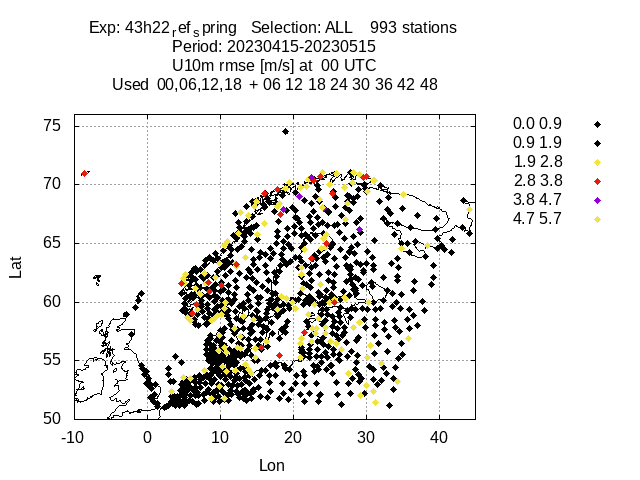 Exp: 43h22ref spring   Selection: ALL    993 stations
Period: 20230415-20230515
U10m rmse [m/s] at  00 UTC
Used  00,06,12,18  + 06 12 18 24 30  36 42 48
0.0 0.9
0.9 1.9
1.9 2.8
2.8 3.8
3.8 4.7
4.7 5.7
75
70
65
60
55
50
Lat
-10 0 10 20 30 40
Lon